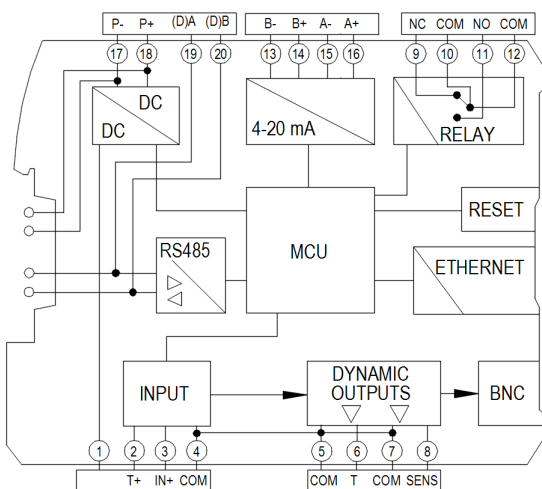 P- P+ (D)A (D)B
B- B+ A- A+
NC COM NO COM
17 18 19 20
13 14 15 16
9 10 11 12
DC
DC
4-20 mA
RELAY
RESET
MCU
RS485
ETHERNET
INPUT
DYNAMIC
OUTPUTS
BNC
1 2 3 4
5 6 7 8
T+ IN+ COM
COM T COM SENS